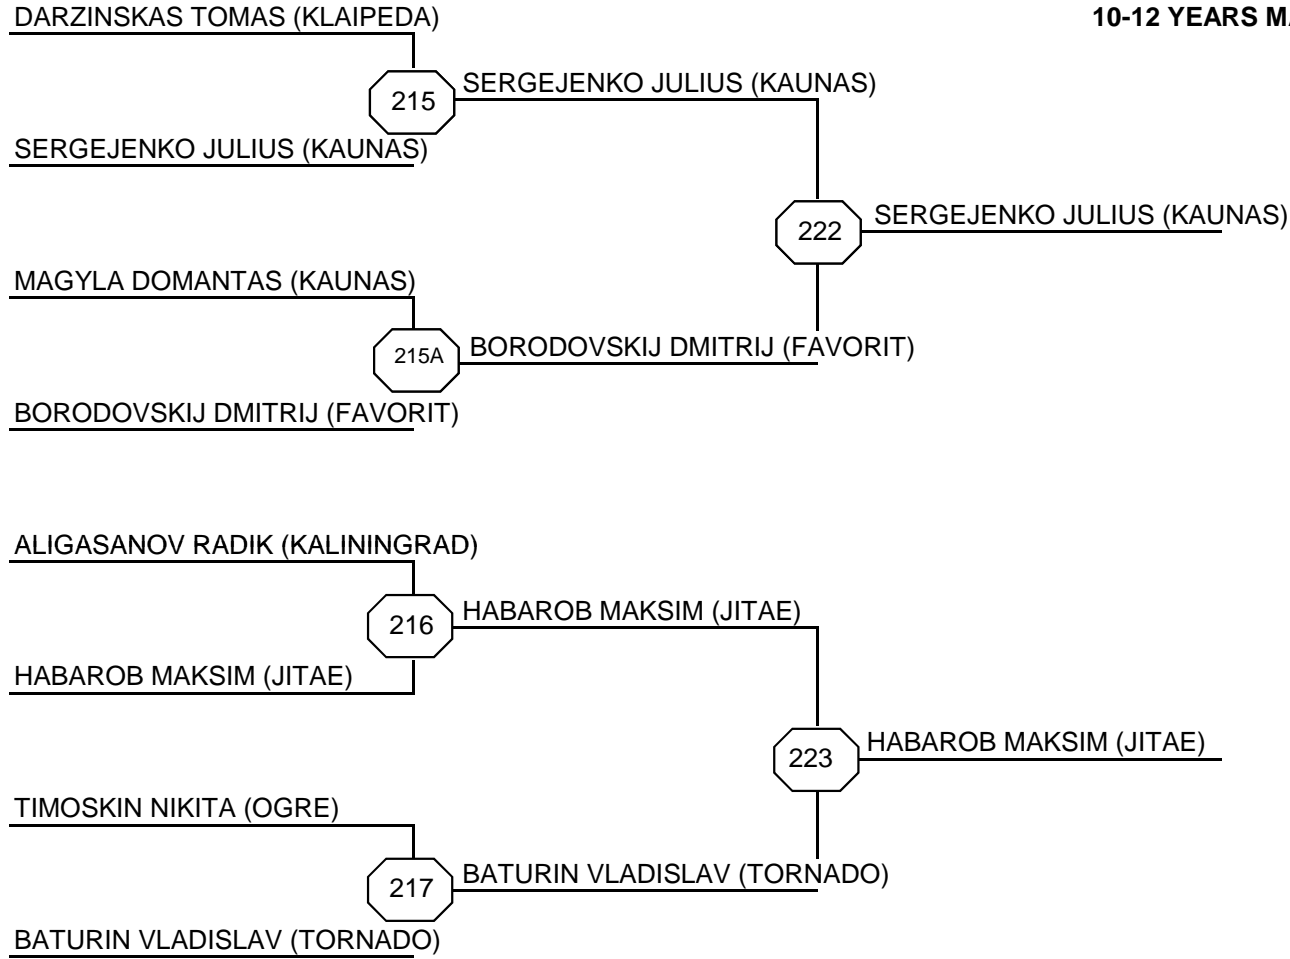 DARZINSKAS TOMAS (KLAIPEDA)
10-12 YEARS MA
215
SERGEJENKO JULIUS (KAUNAS)
SERGEJENKO JULIUS (KAUNAS)
222
SERGEJENKO JULIUS (KAUNAS)
MAGYLA DOMANTAS (KAUNAS)
215A
BORODOVSKIJ DMITRIJ (FAVORIT)
BORODOVSKIJ DMITRIJ (FAVORIT)
ALIGASANOV RADIK (KALININGRAD)
216
HABAROB MAKSIM (JITAE)
HABAROB MAKSIM (JITAE)
223
HABAROB MAKSIM (JITAE)
TIMOSKIN NIKITA (OGRE)
217
BATURIN VLADISLAV (TORNADO)
BATURIN VLADISLAV (TORNADO)